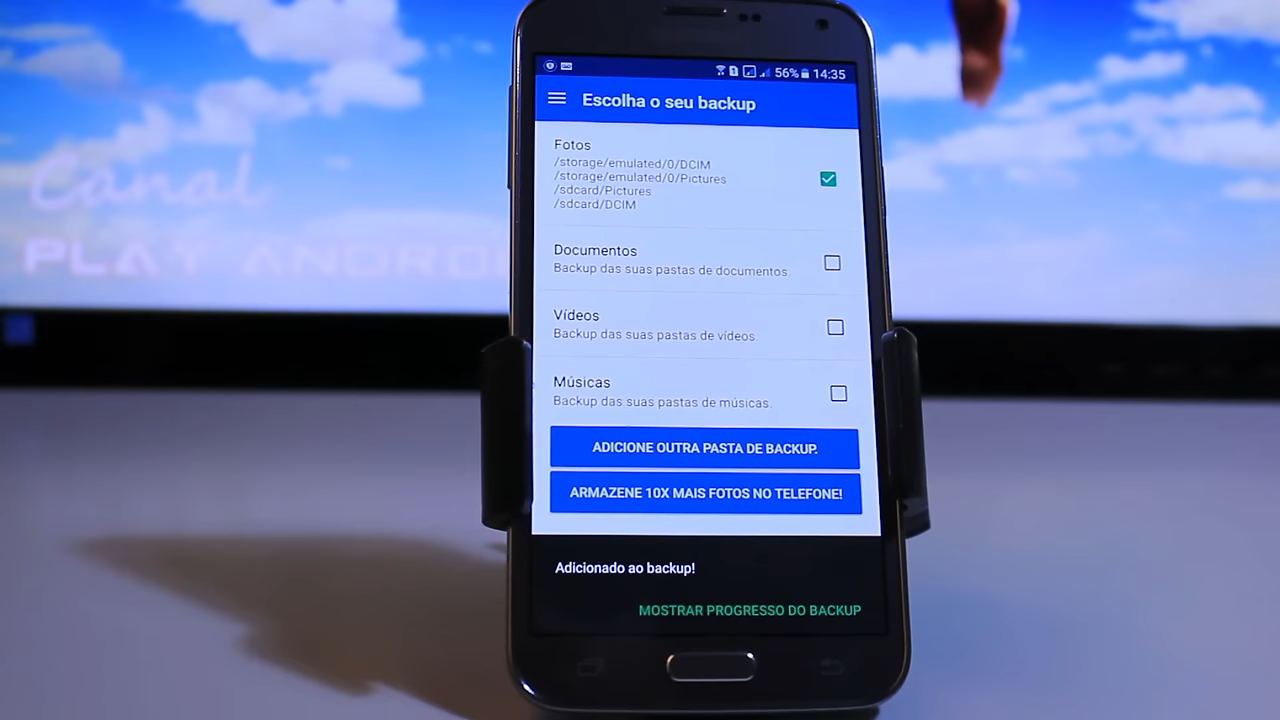 56% 14:35
Escolha o seu backup
Fotos
/storage/emulated/0/DCIM
/storage/emulated/0/Pictures
/sdcard/Pictures
/sdcard/DCIM
Documentos
Backup das suas pastas de documentos.
Vídeos
Backup das suas pastas de vídeos.
Músicas
Backup das suas pastas de músicas.
ADICIONE OUTRA PASTA DE BACKUP.
ARMAZENE 10X MAIS FOTOS NO TELEFONE!
Adicionado ao backup!
MOSTRAR PROGRESSO DO BACKUP
Canal
PLAY ANDRO